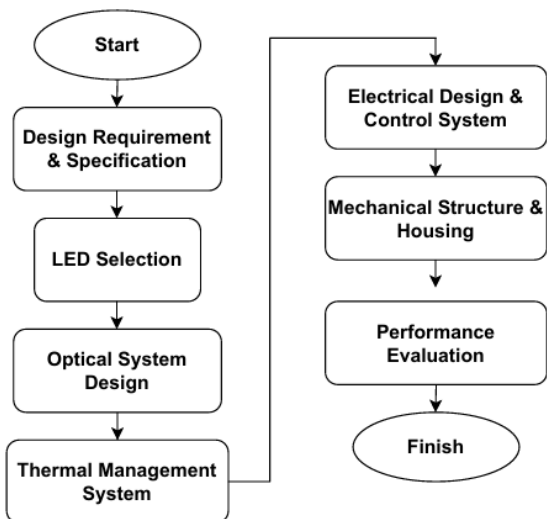 Start
Design Requirement
& Specification
LED Selection
Optical System
Design
Thermal Management
System
Electrical Design &
Control System
Mechanical Structure &
Housing
Performance
Evaluation
Finish